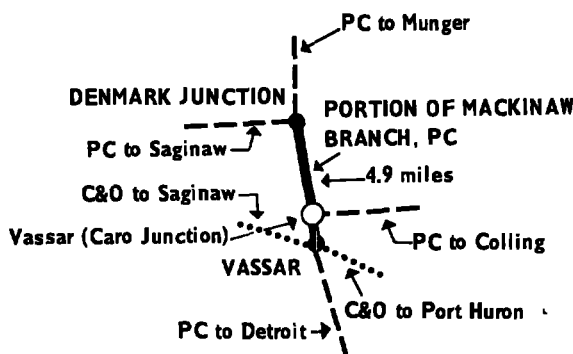 PC to Munger
DENMARK JUNCTION
PORTION OF MACKINAW
BRANCH, PC
PC to Saginaw
4.9 miles
C&O to Saginaw
Vassar (Caro Junction)
PC to Colling
VASSAR
C&O to Port Huron
PC to Detroit